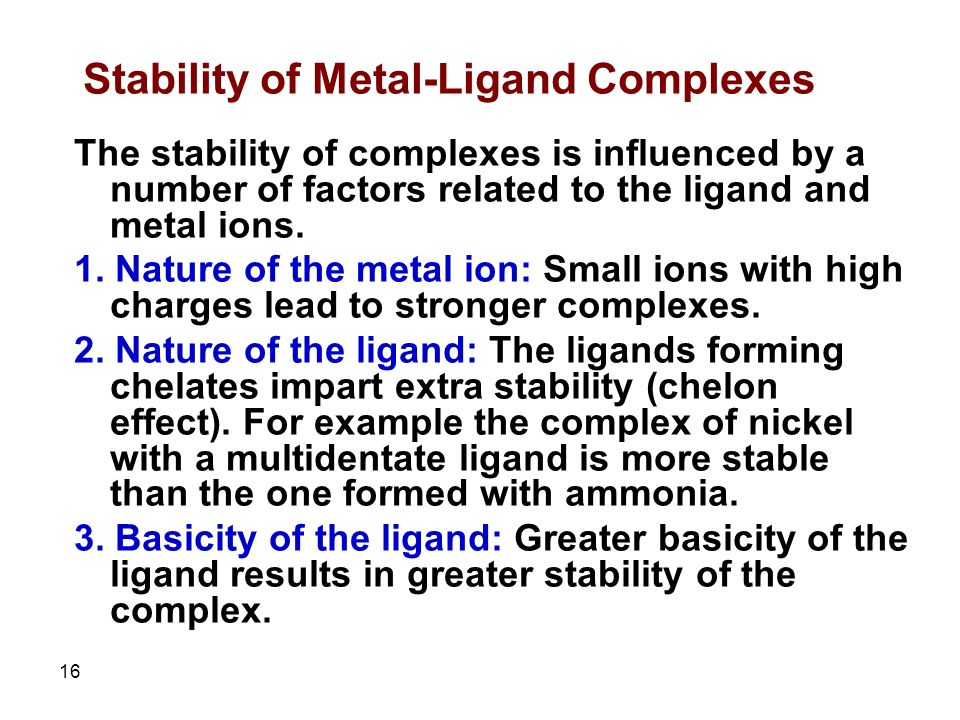 Stability of Metal-Ligand Complexes
The stability of complexes is influenced by a
number of factors related to the ligand and
metal ions.
1. Nature of the metal ion: Small ions with high
charges lead to stronger complexes.
2. Nature of the ligand: The ligands forming
chelates impart extra stability (chelon
effect). For example the complex of nickel
with a multidentate ligand is more stable
than the one formed with ammonia.
3. Basicity of the ligand: Greater basicity of the
ligand results in greater stability of the
complex.
16